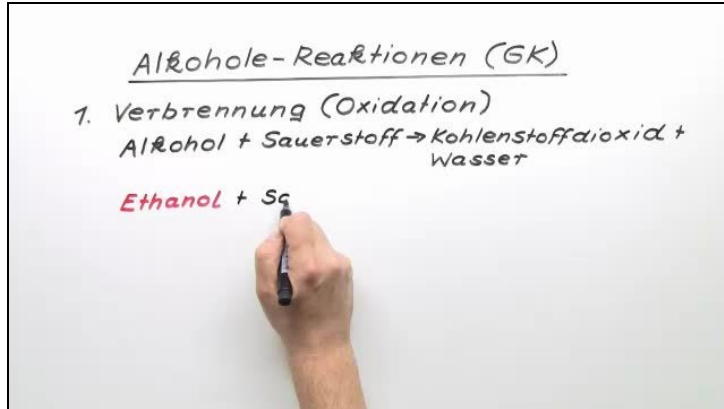 Alkohole-Reaktionen (GK)
1. Verbrennung (Oxidation)
Alkohol + Sauerstoff → Kohlenstoffdioxid +
Wasser
Ethanol + Sa